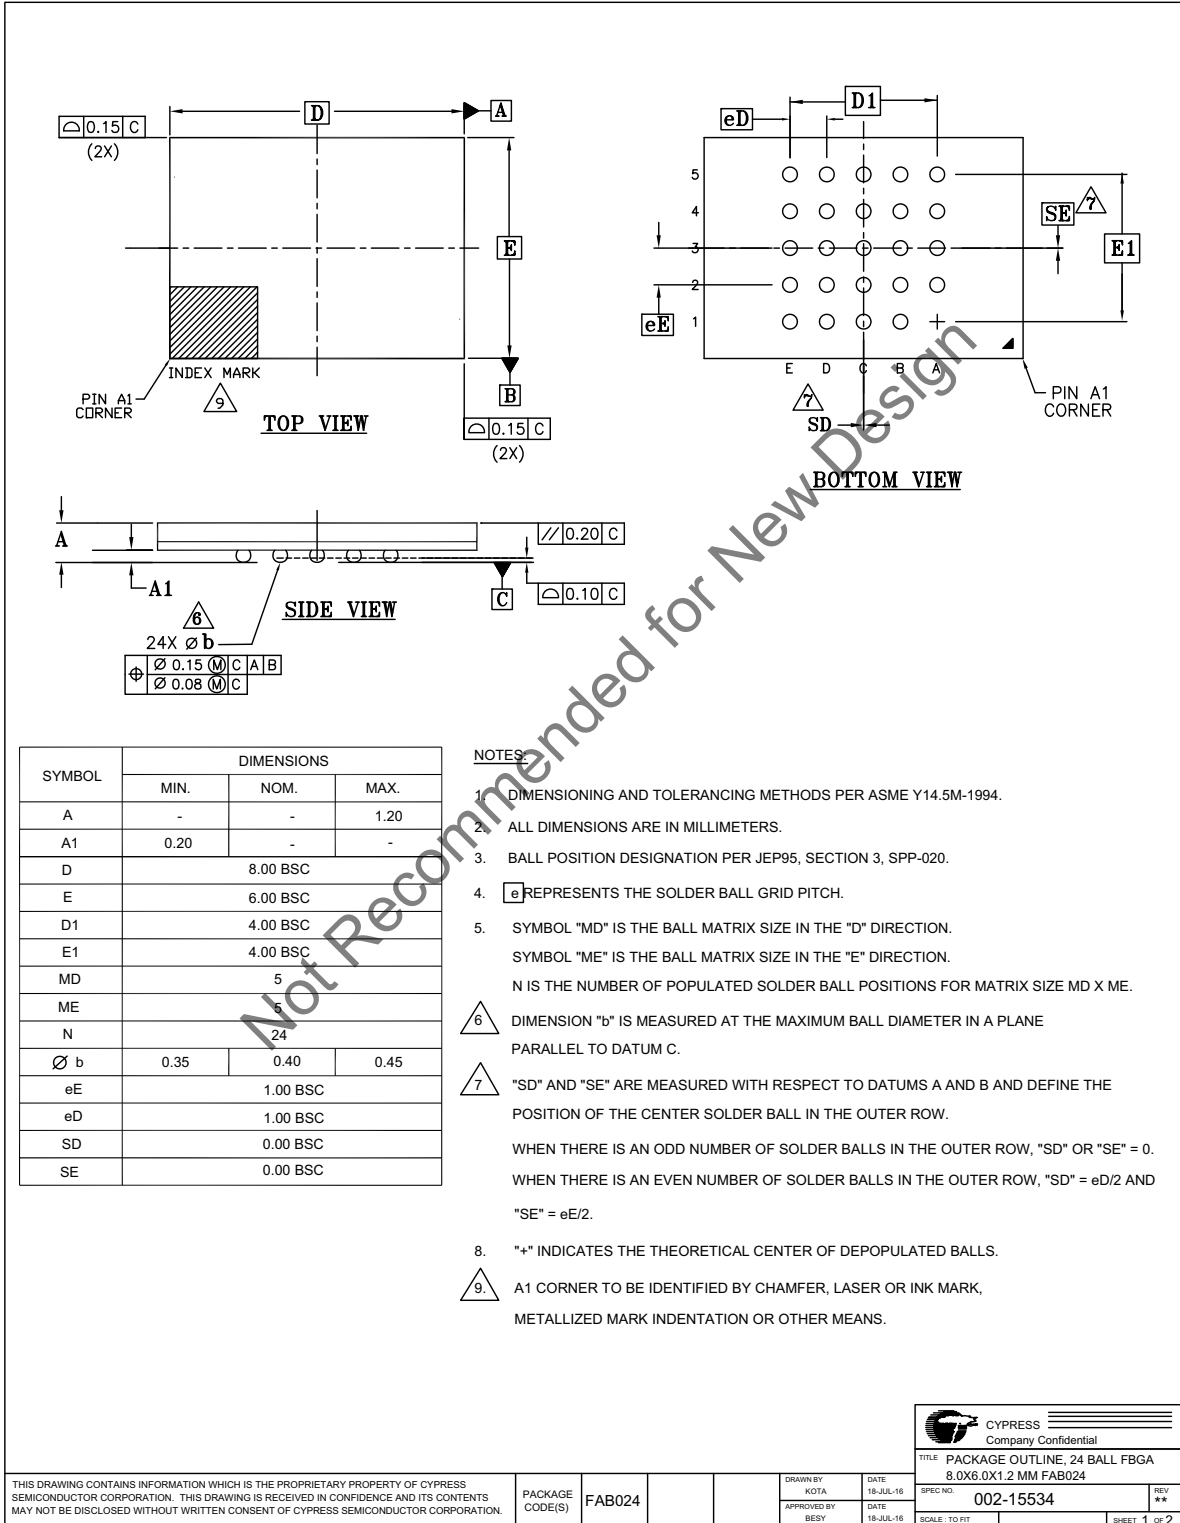 D
A
0.15 C
(2X)
E
INDEX MARK
PIN A1
CORNER
9
B
TOP VIEW
0.15 C
(2X)
D1
eD
5
4
3
2
1
SE
7
E1
eE
E D C B A
7
SD
PIN A1
CORNER
BOTTOM VIEW
A
A1
// 0.20 C
C
0.10 C
SIDE VIEW
6
24X Ø b
Ø 0.15 M C A B
Ø 0.08 M C
Not Recommended for New Design
SYMBOL DIMENSIONS
MIN. NOM. MAX.
A - - 1.20
A1 0.20 - -
D 8.00 BSC
E 6.00 BSC
D1 4.00 BSC
E1 4.00 BSC
MD 5
ME 5
N 24
Ø b 0.35 0.40 0.45
eE 1.00 BSC
eD 1.00 BSC
SD 0.00 BSC
SE 0.00 BSC
NOTES:
1. DIMENSIONING AND TOLERANCING METHODS PER ASME Y14.5M-1994.
2. ALL DIMENSIONS ARE IN MILLIMETERS.
3. BALL POSITION DESIGNATION PER JEP95, SECTION 3, SPP-020.
4. e REPRESENTS THE SOLDER BALL GRID PITCH.
5. SYMBOL "MD" IS THE BALL MATRIX SIZE IN THE "D" DIRECTION.
SYMBOL "ME" IS THE BALL MATRIX SIZE IN THE "E" DIRECTION.
N IS THE NUMBER OF POPULATED SOLDER BALL POSITIONS FOR MATRIX SIZE MD X ME.
6 DIMENSION "b" IS MEASURED AT THE MAXIMUM BALL DIAMETER IN A PLANE
PARALLEL TO DATUM C.
7 "SD" AND "SE" ARE MEASURED WITH RESPECT TO DATUMS A AND B AND DEFINE THE
POSITION OF THE CENTER SOLDER BALL IN THE OUTER ROW.
WHEN THERE IS AN ODD NUMBER OF SOLDER BALLS IN THE OUTER ROW, "SD" OR "SE" = 0.
WHEN THERE IS AN EVEN NUMBER OF SOLDER BALLS IN THE OUTER ROW, "SD" = eD/2 AND
"SE" = eE/2.
8. "+" INDICATES THE THEORETICAL CENTER OF DEPOPULATED BALLS.
9. A1 CORNER TO BE IDENTIFIED BY CHAMFER, LASER OR INK MARK,
METALLIZED MARK INDENTATION OR OTHER MEANS.
THIS DRAWING CONTAINS INFORMATION WHICH IS THE PROPRIETARY PROPERTY OF CYPRESS
SEMICONDUCTOR CORPORATION. THIS DRAWING IS RECEIVED IN CONFIDENCE AND ITS CONTENTS
MAY NOT BE DISCLOSED WITHOUT WRITTEN CONSENT OF CYPRESS SEMICONDUCTOR CORPORATION.
PACKAGE
CODE(S)
FAB024
DRAWN BY
KOTA
DATE
18-JUL-16
APPROVED BY
BESY
DATE
18-JUL-16
CYPRESS
Company Confidential
TITLE PACKAGE OUTLINE, 24 BALL FBGA
8.0X6.0X1.2 MM FAB024
SPEC NO.
002-15534
REV
**
SCALE : TO FIT
SHEET 1 OF 2